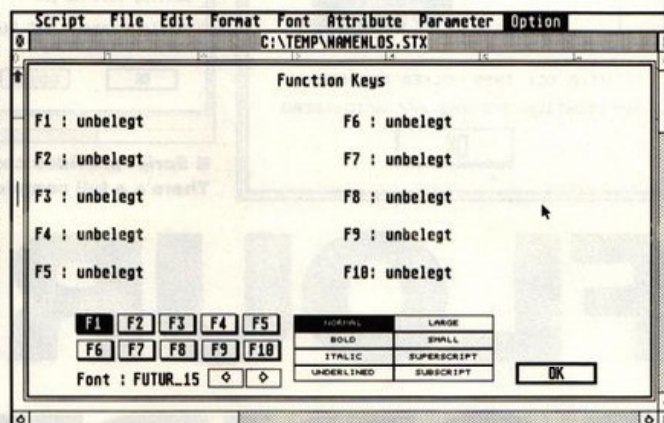 Script File Edit Format Font Attribute Parameter Option
C:\TEMP\NAMENLOS.STX
Function Keys
F1 : unbelegt
F2 : unbelegt
F3 : unbelegt
F4 : unbelegt
F5 : unbelegt
F6 : unbelegt
F7 : unbelegt
F8 : unbelegt
F9 : unbelegt
F10: unbelegt
F1 F2 F3 F4 F5
F6 F7 F8 F9 F10
Font : FUTUR_15
NORMAL LARGE
BOLD SMALL
ITALIC SUPERSCRIPT
UNDERLINED SUBSCRIPT
OK